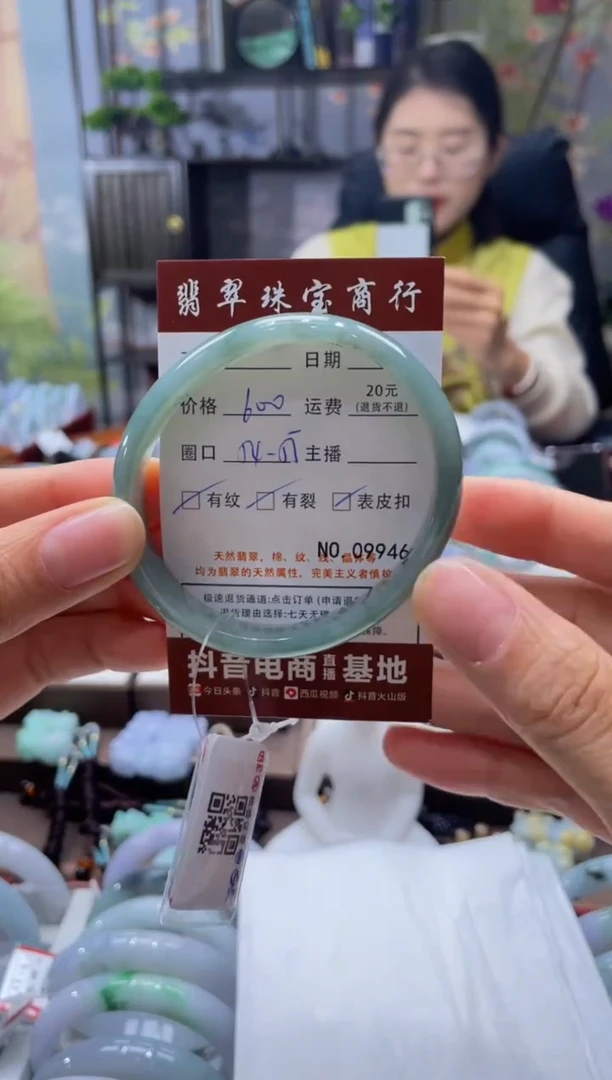 翡翠珠宝商行
日期
价格 600 运费 20元
(退货不退)
圈口 54-55 主播
有纹 有裂 表皮扣
NO.09946
天然翡翠,棉、纹、
均为翡翠的天然属性,完美主义者慎
极速退货通道:点击订单(申请退
退货理由选择:七天无理
保障。
抖音电商直播基地
今日头条 抖音 西瓜视频 抖音火山版